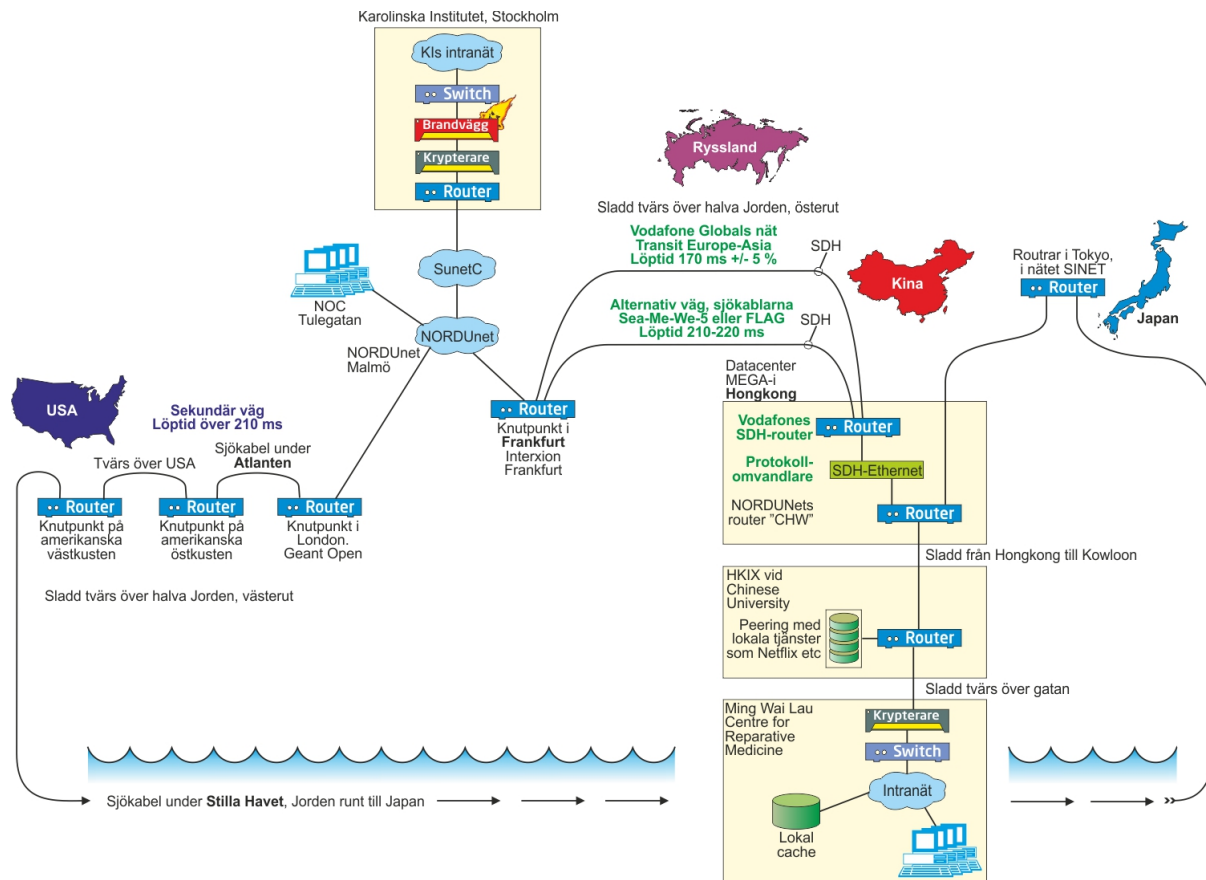 Karolinska Institutet, Stockholm
KIs intranät
Switch
Brandvägg
Krypterare
Router
SunetC
NOC
Tulegatan
NORDUnet
NORDUnet
Malmö
Ryssland
Sladd tvärs över halva Jorden, österut
Vodafone Globals nät
Transit Europe-Asia
Löptid 170 ms +/- 5 %
SDH
Alternativ väg, sjökablarna
Sea-Me-We-5 eller FLAG
Löptid 210-220 ms
SDH
Kina
Routrar i Tokyo,
i nätet SINET
Router
Japan
USA
Sekundär väg
Löptid över 210 ms
Tvärs över USA
Sjökabel under
Atlanten
Router
Knutpunkt på
amerikanska
västkusten
Router
Knutpunkt på
amerikanska
östkusten
Router
Knutpunkt i
London.
Geant Open
Sladd tvärs över halva Jorden, västerut
Router
Knutpunkt i
Frankfurt
Interxion
Frankfurt
Datacenter
MEGA-i
Hongkong
Vodafones
SDH-router
Router
Protokoll-
omvandlare
SDH-Ethernet
NORDUNets
router ”CHW”
Router
Sladd från Hongkong till Kowloon
HKIX vid
Chinese
University
Peering med
lokala tjänster
som Netflix etc
Router
Sladd tvärs över gatan
Ming Wai Lau
Centre for
Reparative
Medicine
Krypterare
Switch
Intranät
Lokal
cache
Sjökabel under Stilla Havet, Jorden runt till Japan